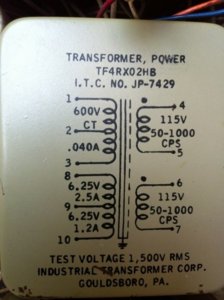 TRANSFORMER, POWER
TF4RX02HB
I.T.C. NO. JP-7429
1
600V
2 CT
.040A
3
4
115V
50-1000
CPS
5
8
6.25V
2.5A
9
6.25V
1.2A
10
6
115V
50-1000
CPS
7
TEST VOLTAGE 1,500V RMS
INDUSTRIAL TRANSFORMER CORP.
GOULDSBORO, PA.